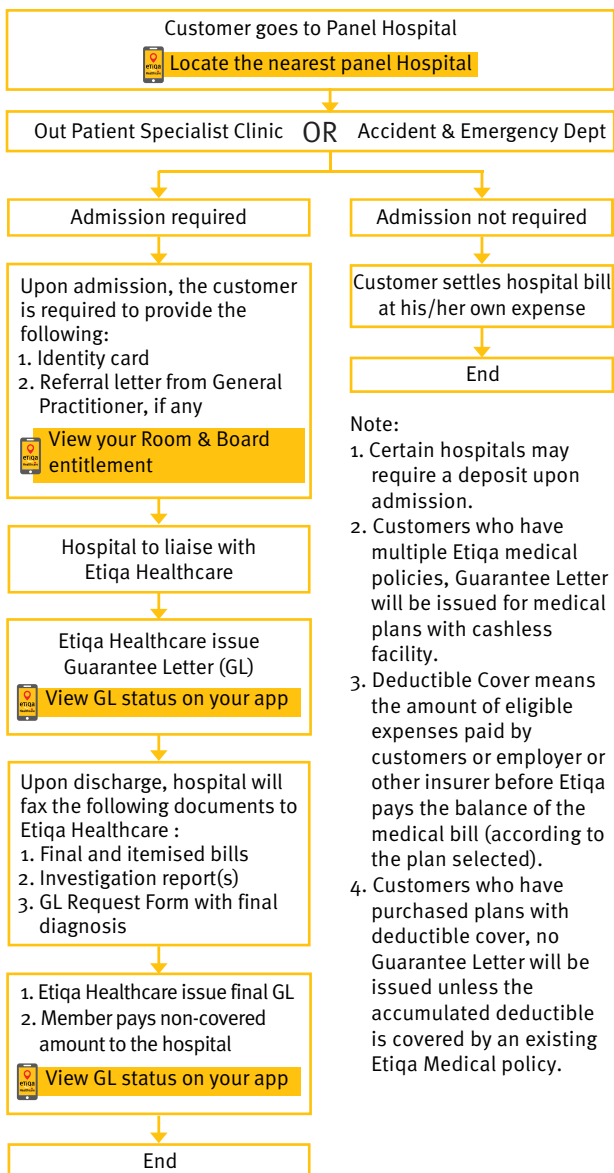 Customer goes to Panel Hospital
etiqa
Locate the nearest panel Hospital
Out Patient Specialist Clinic OR Accident & Emergency Dept
Admission required
Admission not required
Upon admission, the customer
is required to provide the
following:
1. Identity card
2. Referral letter from General
Practitioner, if any
etiqa
View your Room & Board
entitlement
Hospital to liaise with
Etiqa Healthcare
Etiqa Healthcare issue
Guarantee Letter (GL)
etiqa
View GL status on your app
Upon discharge, hospital will
fax the following documents to
Etiqa Healthcare :
1. Final and itemised bills
2. Investigation report(s)
3. GL Request Form with final
diagnosis
1. Etiqa Healthcare issue final GL
2. Member pays non-covered
amount to the hospital
etiqa
View GL status on your app
End
Customer settles hospital bill
at his/her own expense
End
Note:
1. Certain hospitals may
require a deposit upon
admission.
2. Customers who have
multiple Etiqa medical
policies, Guarantee Letter
will be issued for medical
plans with cashless
facility.
3. Deductible Cover means
the amount of eligible
expenses paid by
customers or employer or
other insurer before Etiqa
pays the balance of the
medical bill (according to
the plan selected).
4. Customers who have
purchased plans with
deductible cover, no
Guarantee Letter will be
issued unless the
accumulated deductible
is covered by an existing
Etiqa Medical policy.